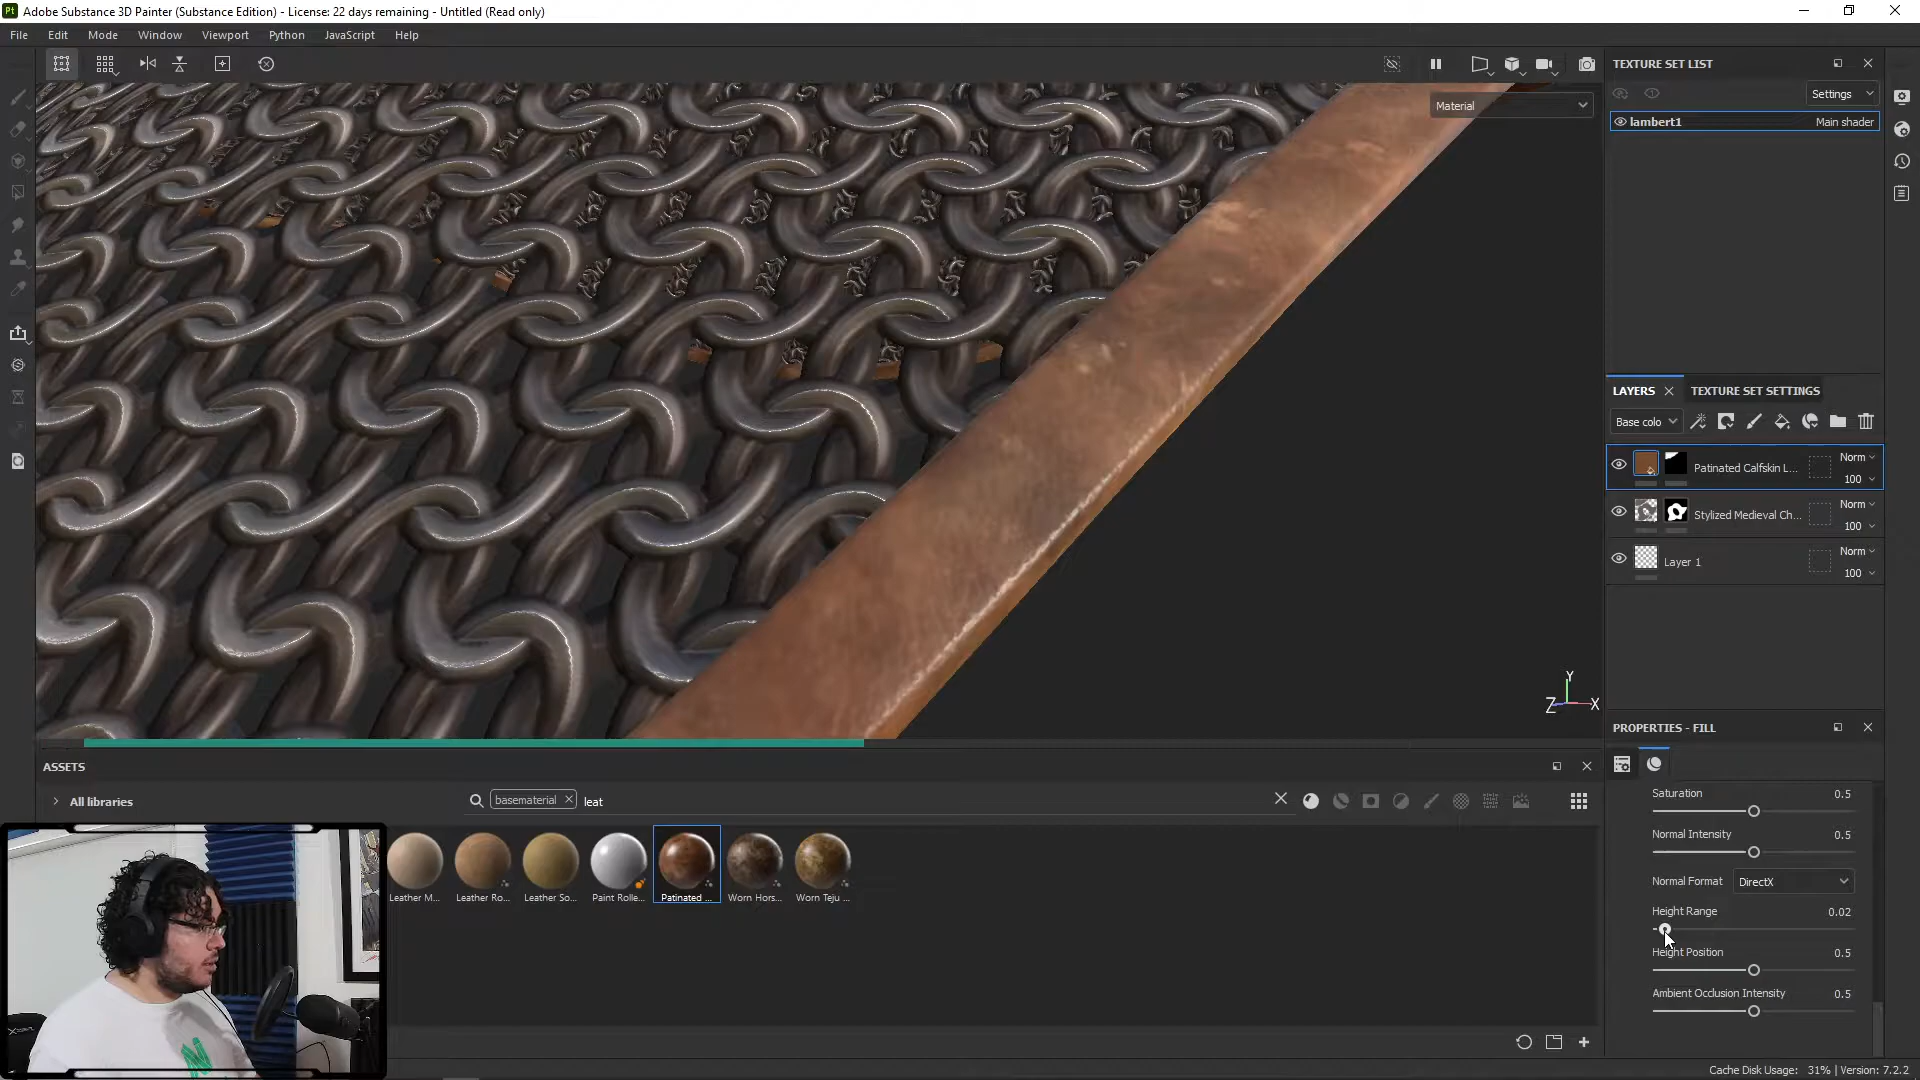 Adobe Substance 3D Painter (Substance Edition) - License: 22 days remaining - Untitled (Read only)
File Edit Mode Window Viewport Python JavaScript Help
Material
TEXTURE SET LIST
Settings
lambert1 Main shader
LAYERS TEXTURE SET SETTINGS
Base colo
Patinated Calfskin L... Norm 100
Stylized Medieval Ch... Norm 100
Layer 1 Norm 100
Y
Z X
PROPERTIES - FILL
Saturation 0.5
Normal Intensity 0.5
Normal Format DirectX
Height Range 0.02
Height Position 0.5
Ambient Occlusion Intensity 0.5
ASSETS
All libraries
basematerial leat
Leather M... Leather Ro... Leather So... Paint Rolle... Patinated ... Worn Hors... Worn Teju ...
Cache Disk Usage: 31% | Version: 7.2.2